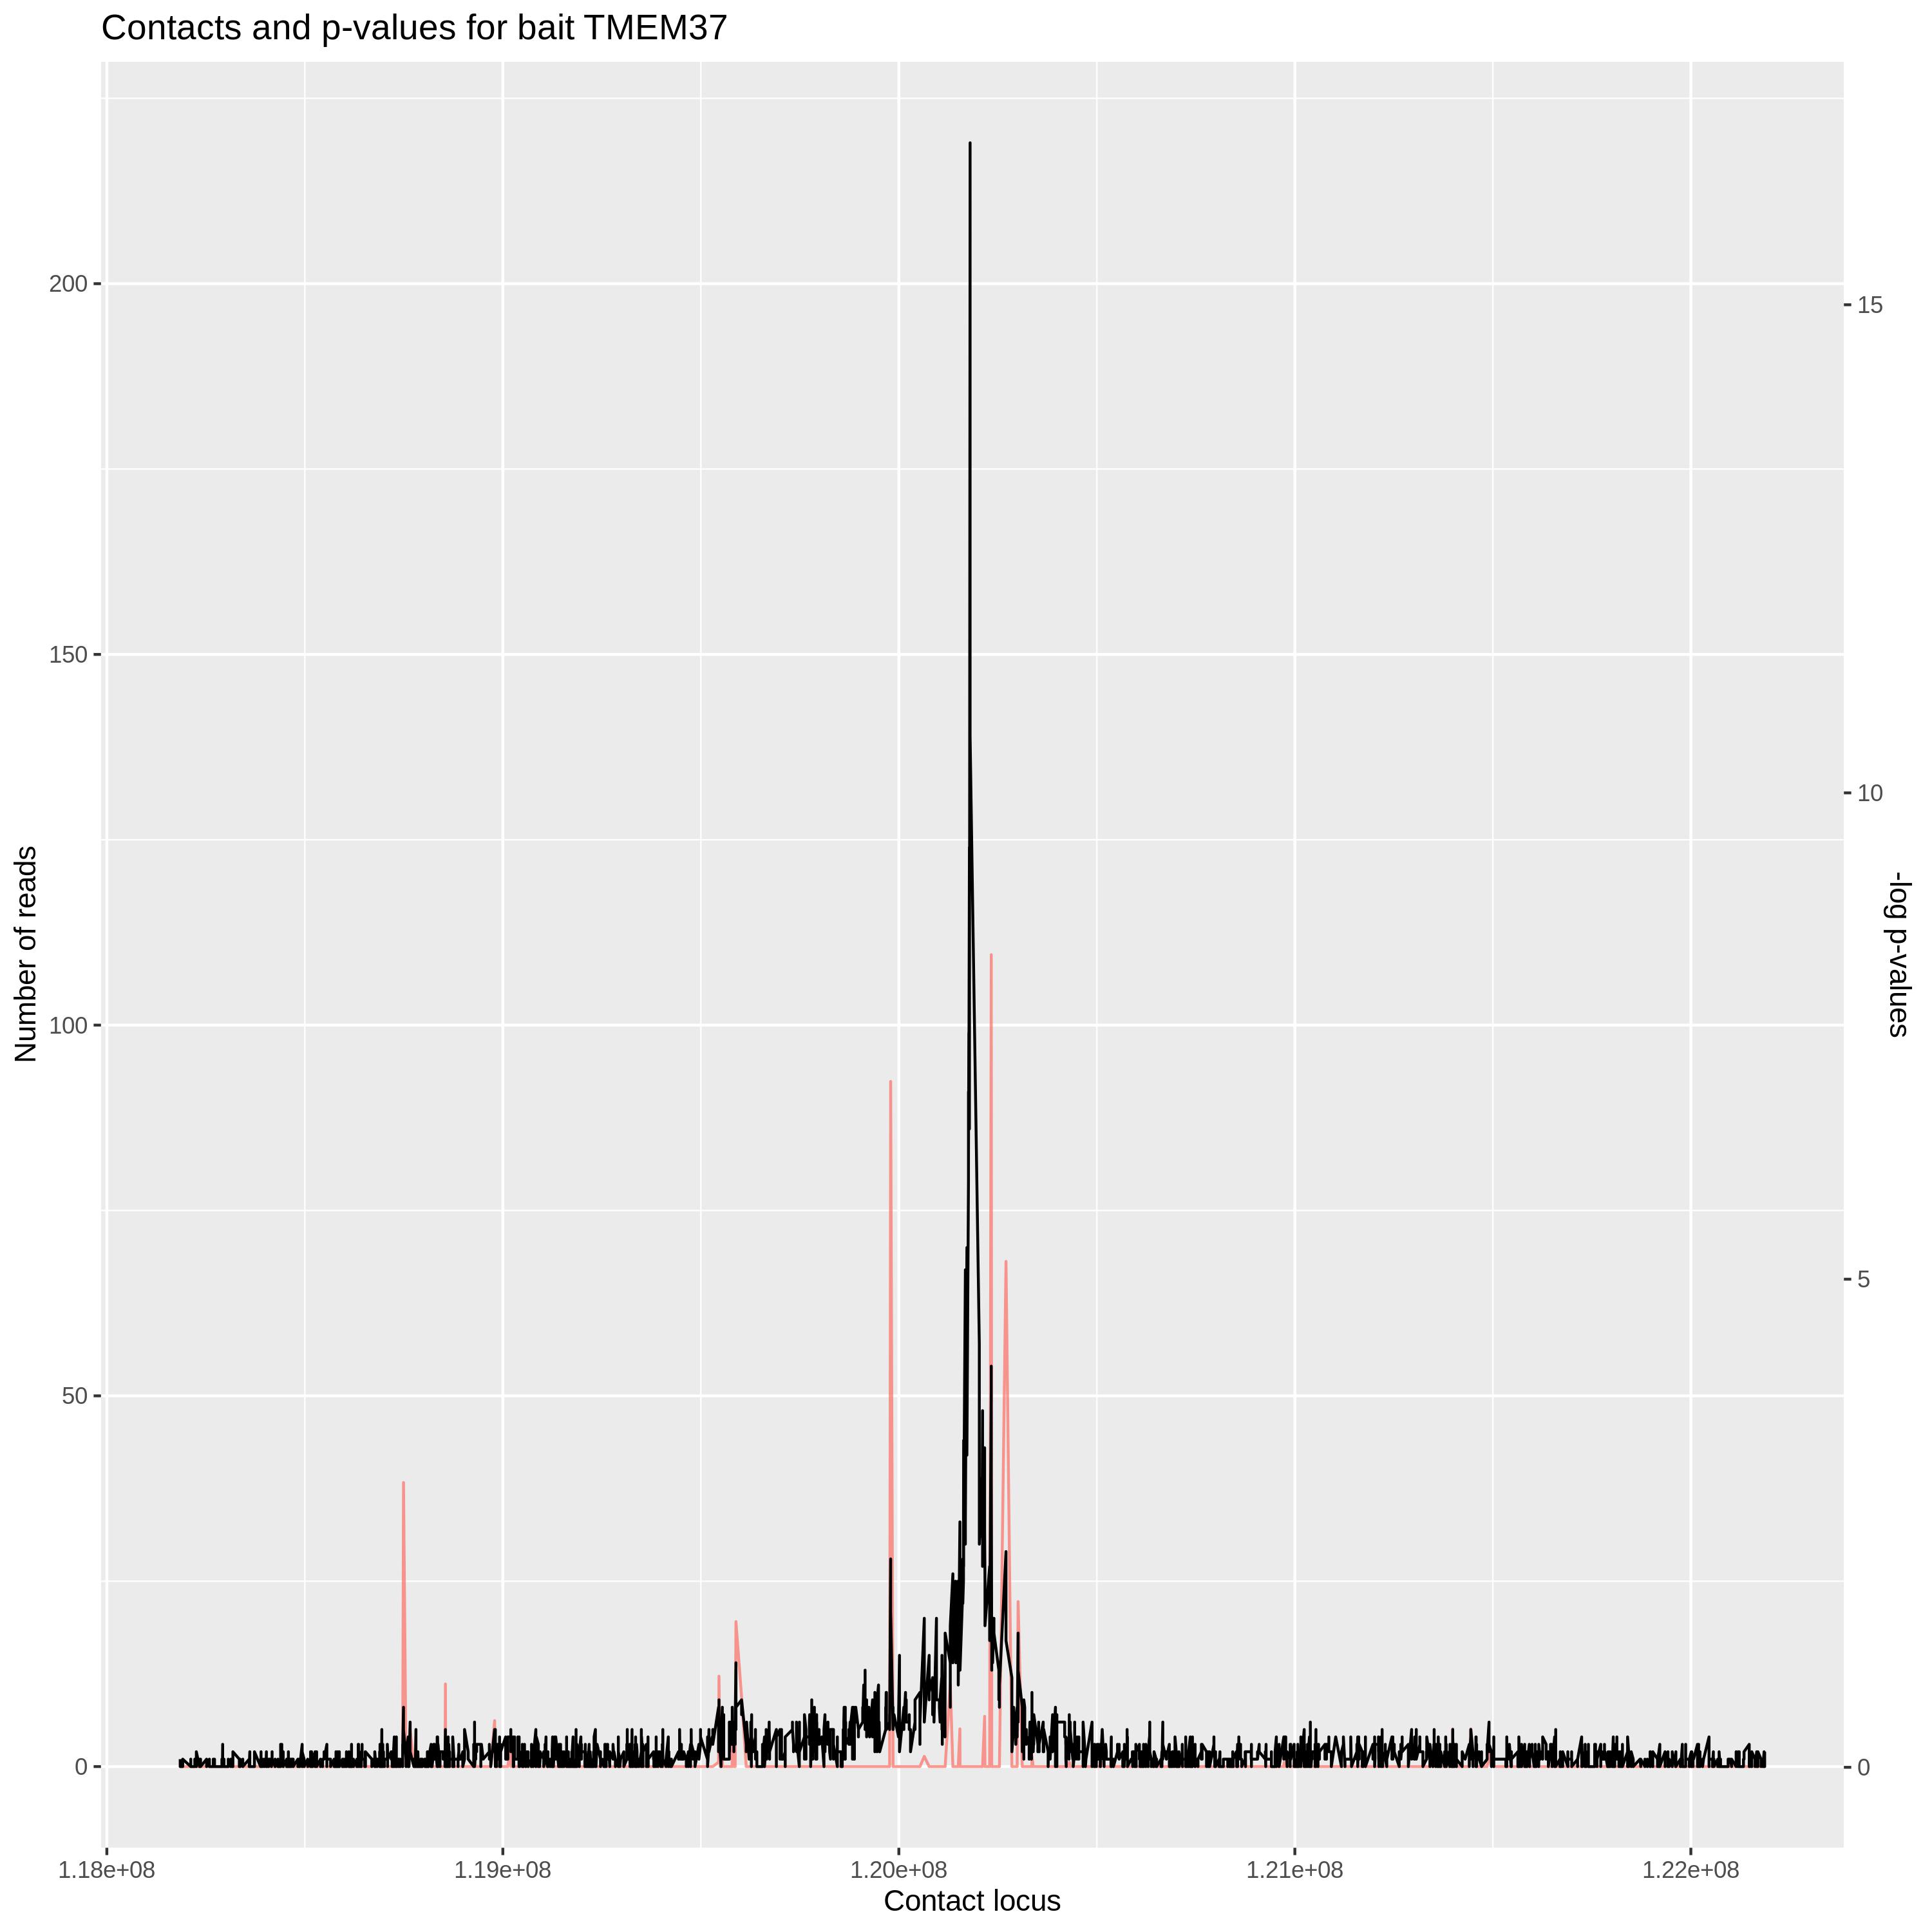 Contacts and p-values for bait TMEM37
200
150
100
50
0
Number of reads
15
10
5
0
-log p-values
1.18e+08
1.19e+08
1.20e+08
1.21e+08
1.22e+08
Contact locus